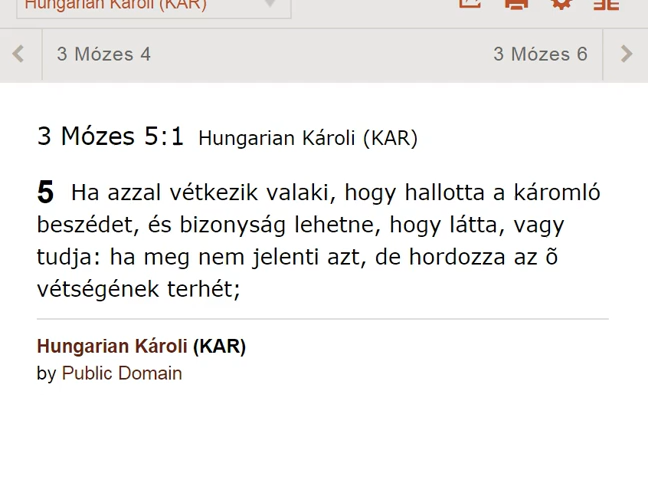 Hungarian Károli (KAR)
3 Mózes 4
3 Mózes 6
3 Mózes 5:1 Hungarian Károli (KAR)
5 Ha azzal vétkezik valaki, hogy hallotta a káromló
beszédet, és bizonyság lehetne, hogy látta, vagy
tudja: ha meg nem jelenti azt, de hordozza az õ
vétségének terhét;
Hungarian Károli (KAR)
by Public Domain